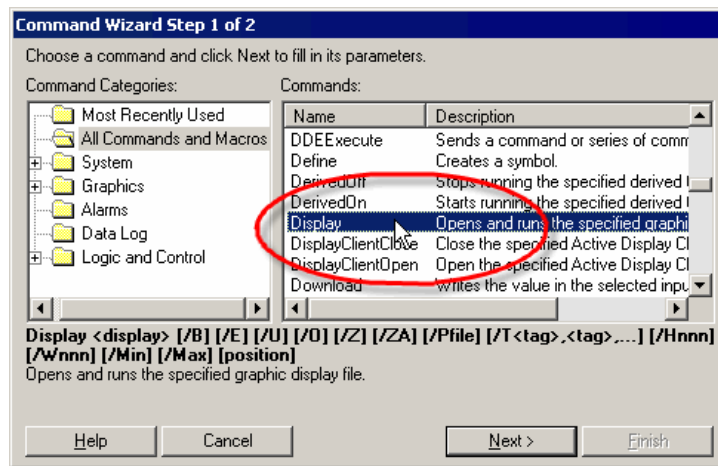 Command Wizard Step 1 of 2
Choose a command and click Next to fill in its parameters.
Command Categories:
Most Recently Used
All Commands and Macros
System
Graphics
Alarms
Data Log
Logic and Control
Commands:
Name Description
DDEExecute Sends a command or series of comm
Define Creates a symbol.
DerivedOff Stops running the specified derived
DerivedOn Starts running the specified derived
Display Opens and runs the specified graphi
DisplayClientClose Close the specified Active Display Cl
DisplayClientOpen Open the specified Active Display Cl
Download Writes the value in the selected inpu
Display <display> [/B] [/E] [/U] [/O] [/Z] [/ZA] [/Pfile] [/T<tag>,<tag>,...] [/Hnnn]
[/Wnnn] [/Min] [/Max] [position]
Opens and runs the specified graphic display file.
Help Cancel Next > Finish